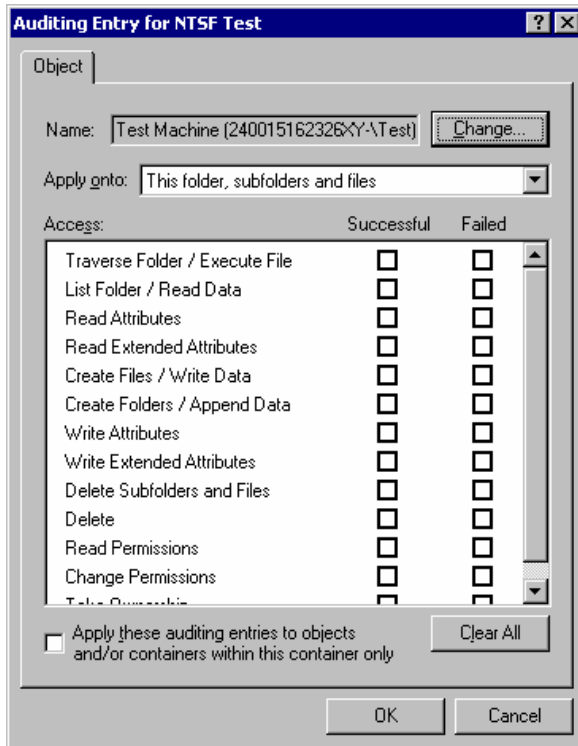 Auditing Entry for NTSF Test
Object
Name: Test Machine (240015162326XY-\Test) Change...
Apply onto: This folder, subfolders and files
Access: Successful Failed
Traverse Folder / Execute File
List Folder / Read Data
Read Attributes
Read Extended Attributes
Create Files / Write Data
Create Folders / Append Data
Write Attributes
Write Extended Attributes
Delete Subfolders and Files
Delete
Read Permissions
Change Permissions
Take Ownership
Apply these auditing entries to objects
and/or containers within this container only
Clear All
OK Cancel